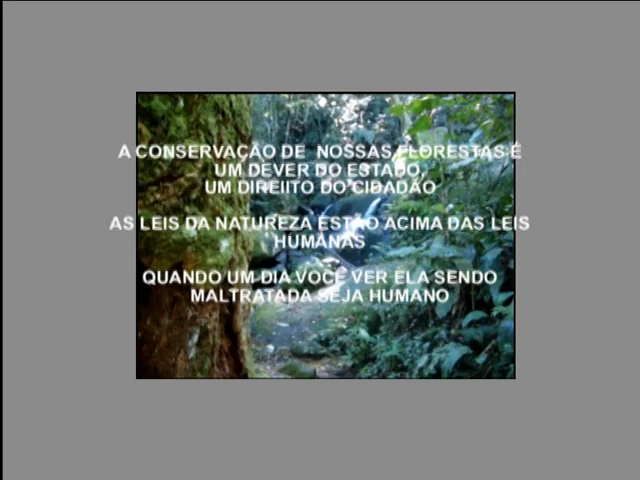 A CONSERVAÇÃO DE NOSSAS FLORESTAS É
UM DEVER DO ESTADO,
UM DIREIITO DO CIDADÃO
AS LEIS DA NATUREZA ESTÃO ACIMA DAS LEIS
HUMANAS
QUANDO UM DIA VOCÊ VER ELA SENDO
MALTRATADA SEJA HUMANO